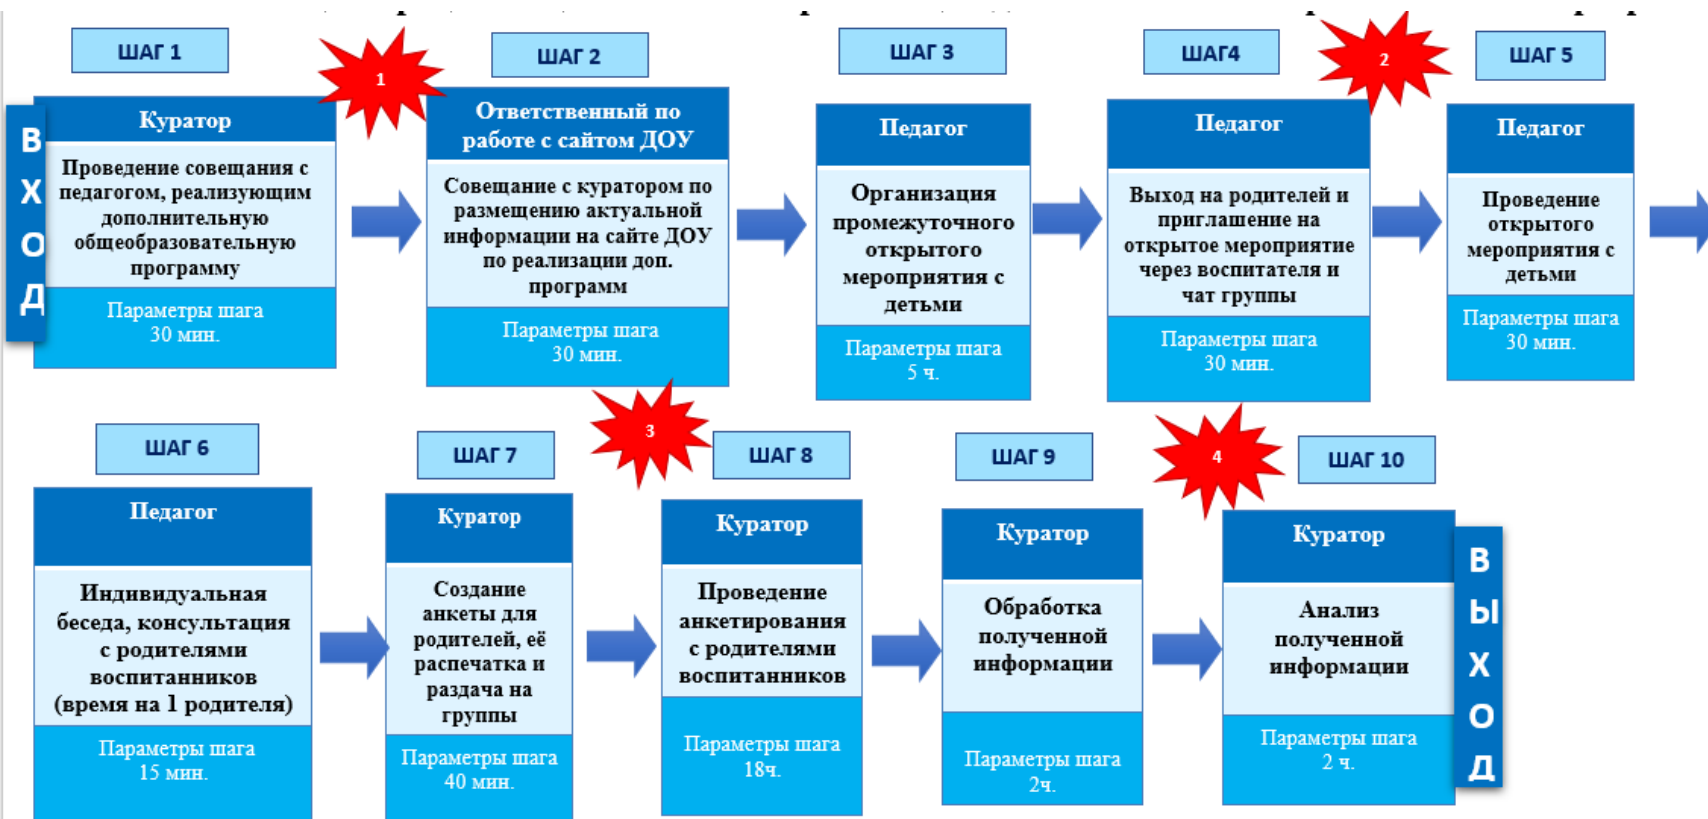 ШАГ 1
1
ШАГ 2
ШАГ 3
ШАГ4
2
ШАГ 5
ВХОД
Куратор
Проведение совещания с
педагогом, реализующим
дополнительную
общеобразовательную
программу
Параметры шага
30 мин.
Ответственный по
работе с сайтом ДОУ
Совещание с куратором по
размещению актуальной
информации на сайте ДОУ
по реализации доп.
программ
Параметры шага
30 мин.
Педагог
Организация
промежуточного
открытого
мероприятия с
детьми
Параметры шага
5 ч.
Педагог
Выход на родителей и
приглашение на
открытое мероприятие
через воспитателя и
чат группы
Параметры шага
30 мин.
Педагог
Проведение
открытого
мероприятия с
детьми
Параметры шага
30 мин.
ШАГ 6
ШАГ 7
3
ШАГ 8
ШАГ 9
4
ШАГ 10
Педагог
Индивидуальная
беседа, консультация
с родителями
воспитанников
(время на 1 родителя)
Параметры шага
15 мин.
Куратор
Создание
анкеты для
родителей, её
распечатка и
раздача на
группы
Параметры шага
40 мин.
Куратор
Проведение
анкетирования
с родителями
воспитанников
Параметры шага
18ч.
Куратор
Обработка
полученной
информации
Параметры шага
2ч.
Куратор
Анализ
полученной
информации
Параметры шага
2 ч.
ВЫХОД